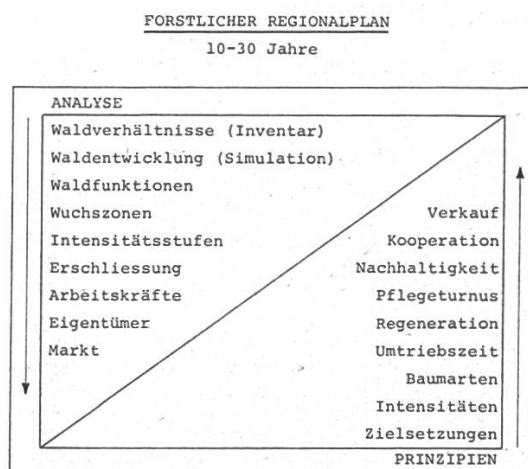 FORSTLICHER REGIONALPLAN
10-30 Jahre
ANALYSE
Waldverhältnisse (Inventar)
Waldentwicklung (Simulation)
Waldfunktionen
Wuchszonen
Intensitätsstufen
Erschliessung
Arbeitskräfte
Eigentümer
Markt
Verkauf
Kooperation
Nachhaltigkeit
Pflegeturnus
Regeneration
Umtriebszeit
Baumarten
Intensitäten
Zielsetzungen
PRINZIPIEN